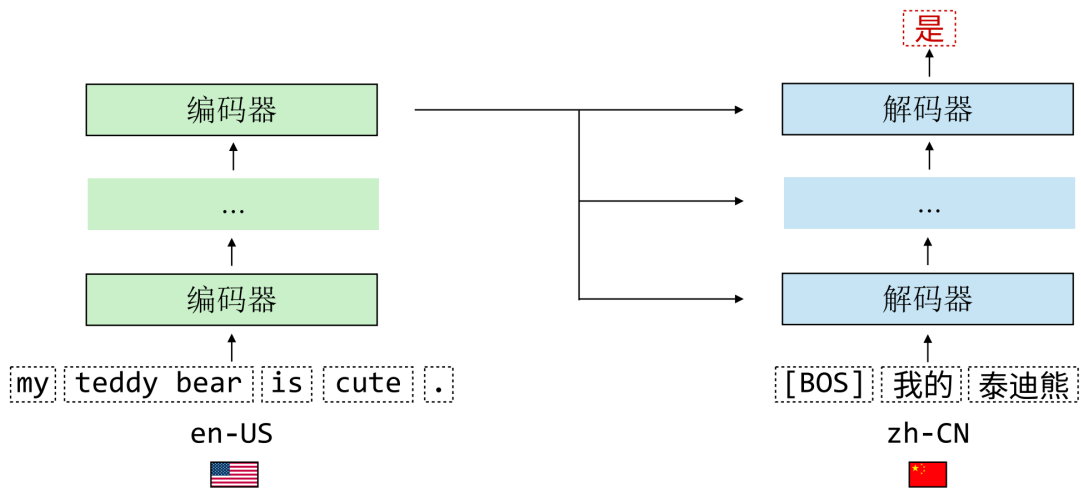 是
编码器
解码器
...
...
编码器
解码器
my teddy bear is cute .
[BOS] 我的 泰迪熊
en-US
zh-CN